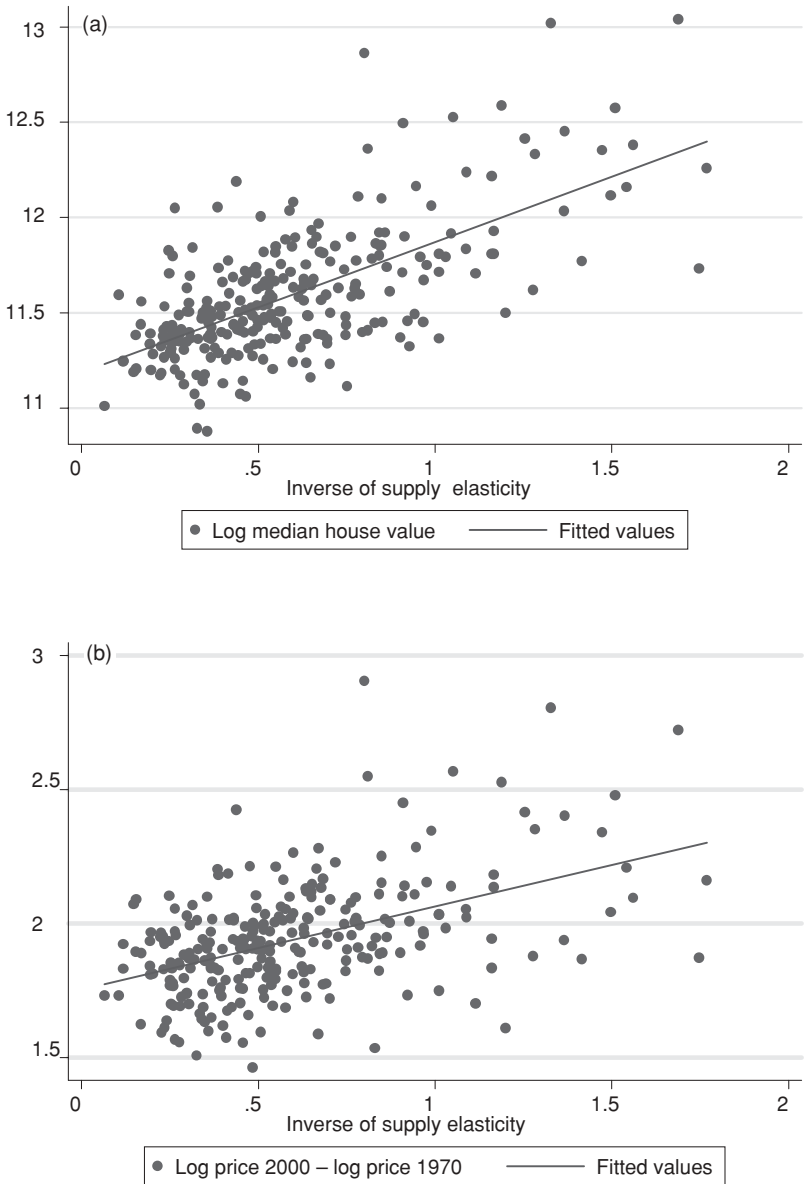 (a)
13
12.5
12
11.5
11
0 .5 1 1.5 2
Inverse of supply elasticity
Log median house value Fitted values
(b)
3
2.5
2
1.5
0 .5 1 1.5 2
Inverse of supply elasticity
Log price 2000 – log price 1970 Fitted values